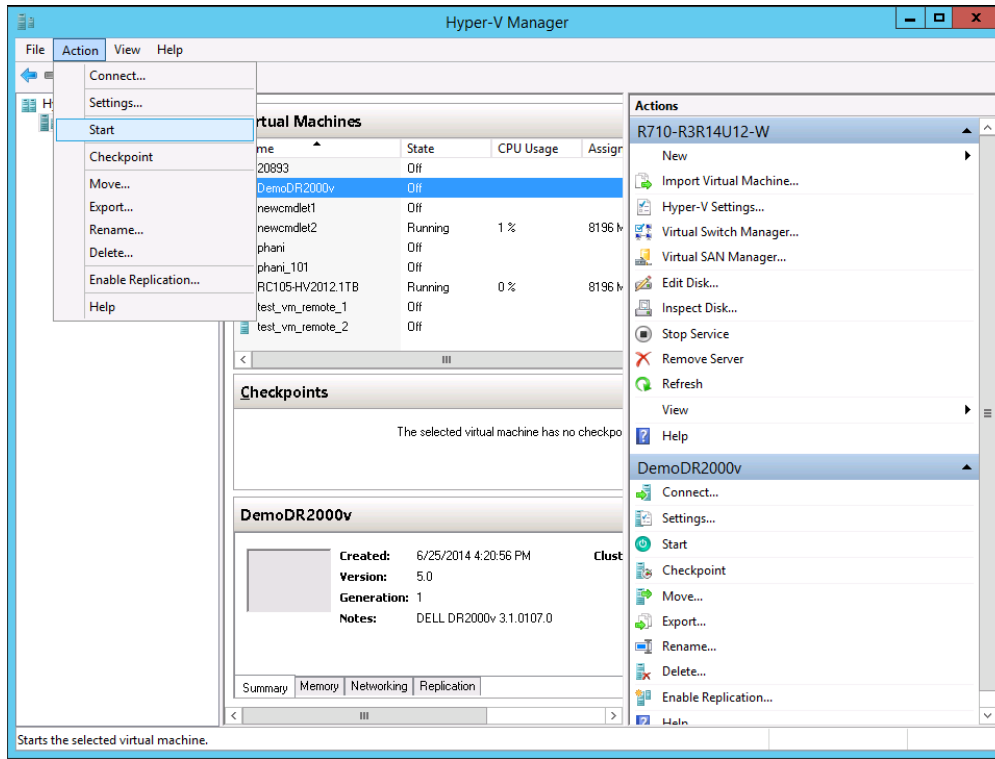 Hyper-V Manager
File Action View Help
Connect...
Settings...
Start
Checkpoint
Move...
Export...
Rename...
Delete...
Enable Replication...
Help
H
rtual Machines
me State CPU Usage Assign
20893 Off
DemoDR2000v Off
newcmdlet1 Off
newcmdlet2 Running 1 % 8196 M
phani Off
phani_101 Off
RC105-HV2012.1TB Running 0 % 8196 M
test_vm_remote_1 Off
test_vm_remote_2 Off
Checkpoints
The selected virtual machine has no checkpo
DemoDR2000v
Created: 6/25/2014 4:20:56 PM Clust
Version: 5.0
Generation: 1
Notes: DELL DR2000v 3.1.0107.0
Summary Memory Networking Replication
Actions
R710-R3R14U12-W
New
Import Virtual Machine...
Hyper-V Settings...
Virtual Switch Manager...
Virtual SAN Manager...
Edit Disk...
Inspect Disk...
Stop Service
Remove Server
Refresh
View
Help
DemoDR2000v
Connect...
Settings...
Start
Checkpoint
Move...
Export...
Rename...
Delete...
Enable Replication...
Help
Starts the selected virtual machine.